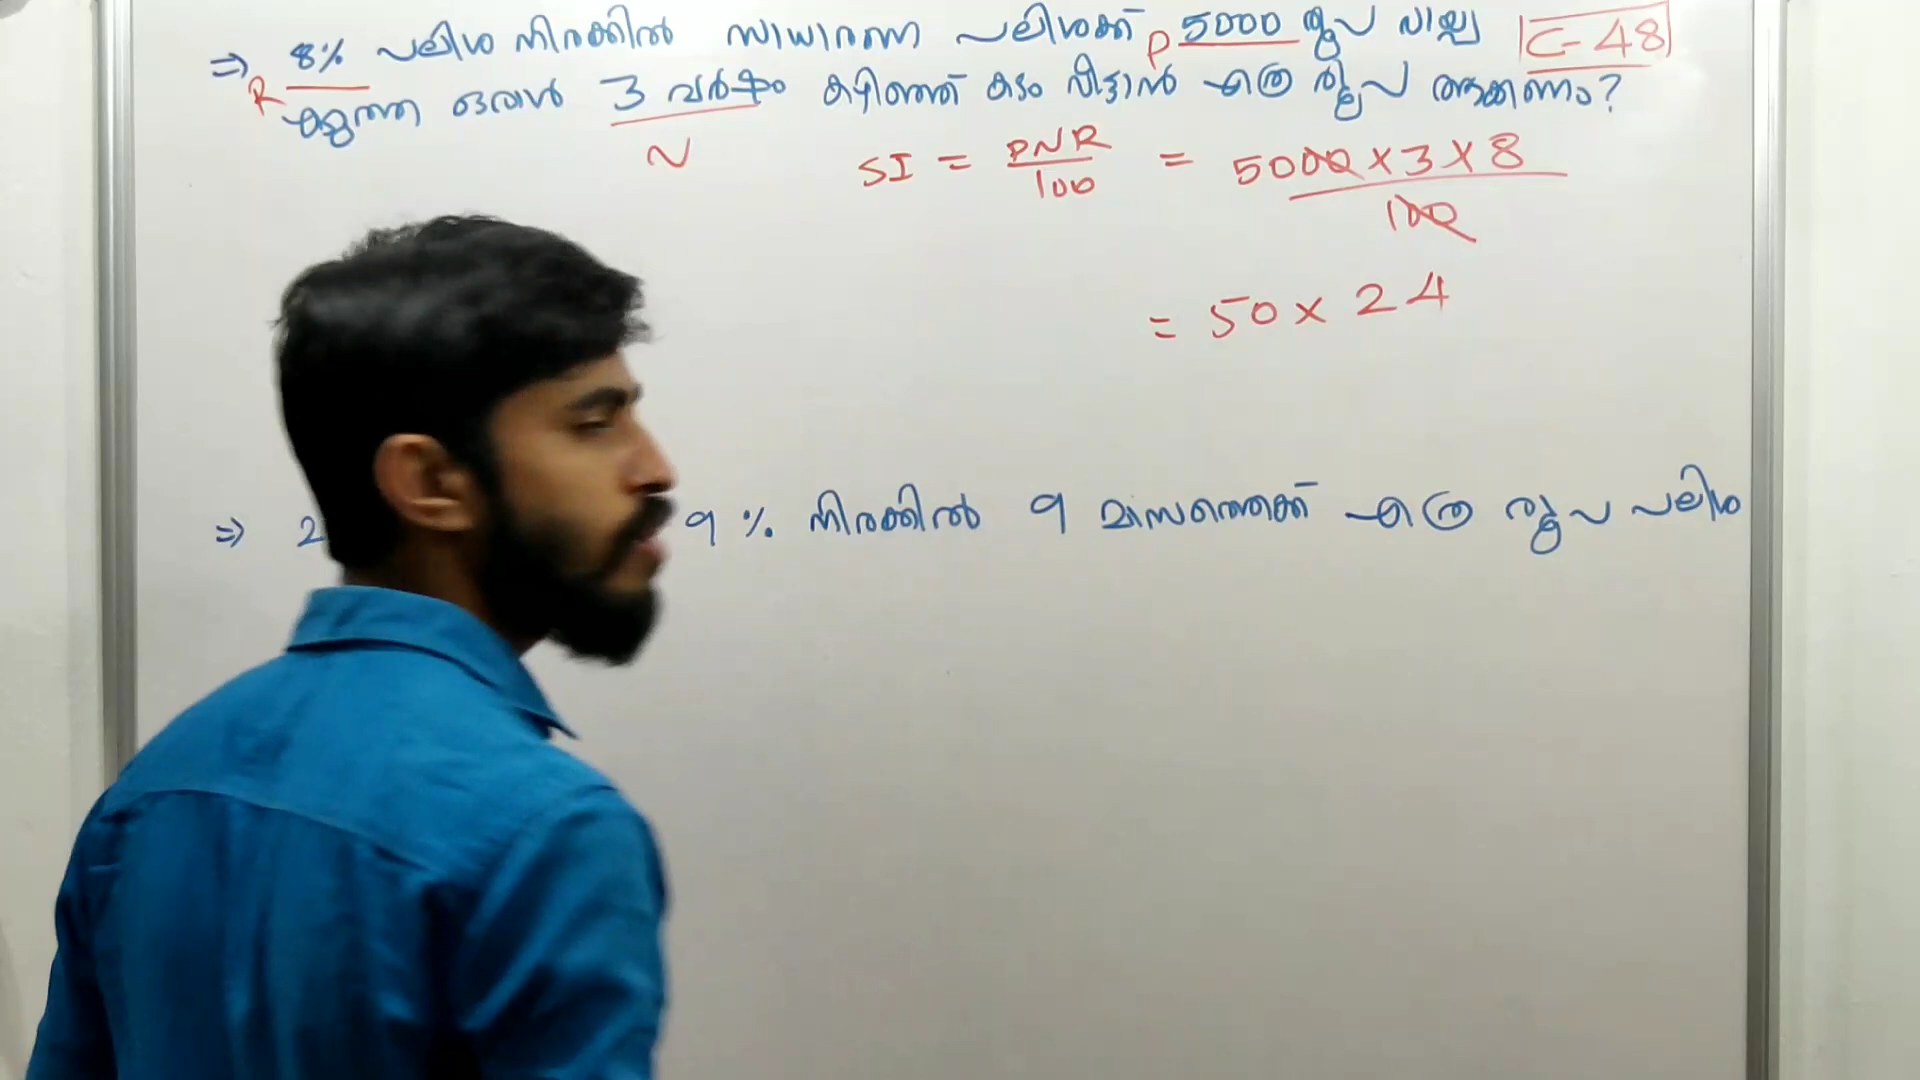 ⇒ 8% പലിശ നിരക്കിൽ സാധാരണ പലിശക്ക് P 5000 രൂപ വായ്പ C-48
R എടുത്ത ഒരാൾ 3 വർഷം കഴിഞ്ഞ് കടം വീട്ടാൻ എത്ര രൂപ ആക്കണം?
N SI = PNR/100 = 5000 x 3 x 8/100
= 50 x 24
⇒ 2 9 % നിരക്കിൽ 9 മാസത്തെക്ക് എത്ര രൂപ പലിശ